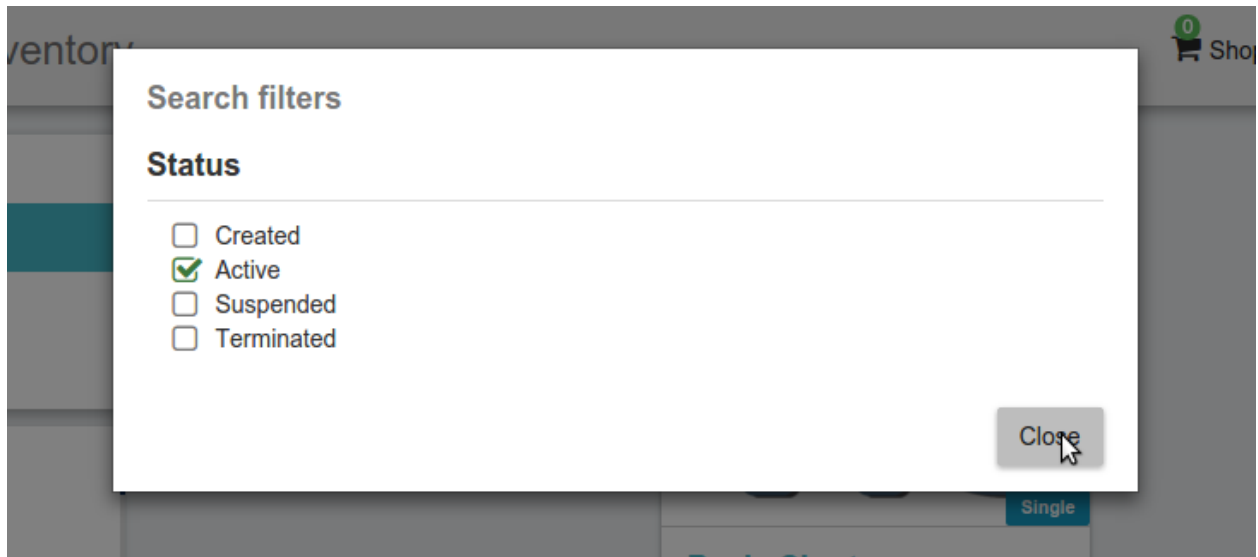 ventory
0
Shop
Search filters
Status
Created
Active
Suspended
Terminated
Close
Single